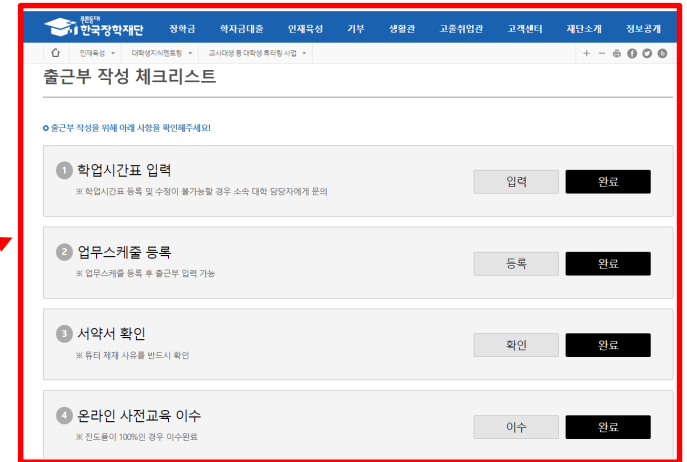 푸른등대
한국장학재단 장학금 학자금대출 인재육성 기부 생활관 고졸취업관 고객센터 재단소개 정보공개
인재육성 대학생지식멘토링 교사대생 등 대학생 튜터링 사업
출근부 작성 체크리스트
출근부 작성을 위해 아래 사항을 확인해주세요!
1 학업시간표 입력
입력 완료
※ 학업시간표 등록 및 수정이 불가능할 경우 소속 대학 담당자에게 문의
2 업무스케줄 등록
등록 완료
※ 업무스케줄 등록 후 출근부 입력 가능
3 서약서 확인
확인 완료
※ 튜터 제재 사유를 반드시 확인
4 온라인 사전교육 이수
이수 완료
※ 진도율이 100%인 경우 이수완료